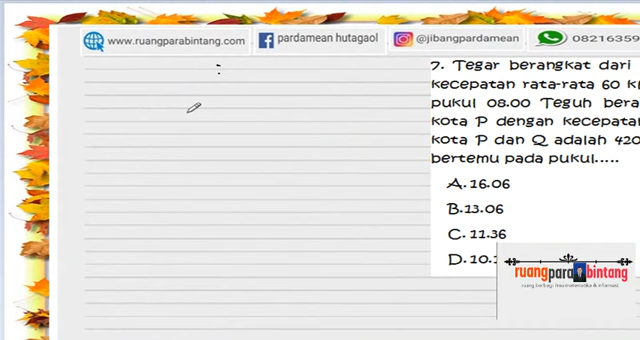 www.ruangparabintang.com
pardamean hutagaol
@jibangpardamean
08216359
7. Tegar berangkat dari
kecepatan rata-rata 60
pukul 08.00 Teguh
kota P dengan
kota P dan Q adalah 420
bertemu pada pukul.....
A. 16.06
B. 13.06
C. 11.36
D. 10.
ruangparabintang
ruang berbagi ilmu matematika & informasi